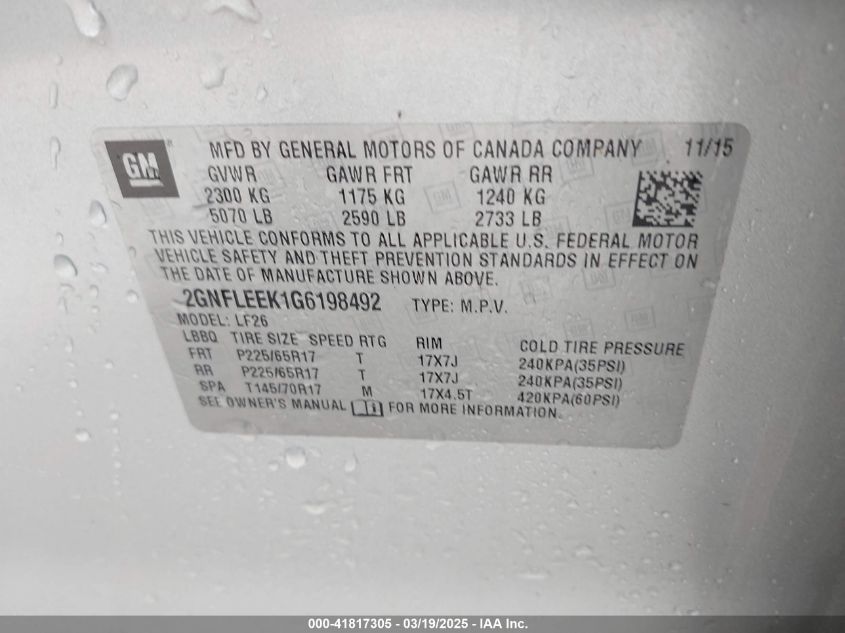 GM
MFD BY GENERAL MOTORS OF CANADA COMPANY 11/15
GVWR GAWR FRT GAWR RR
2300 KG 1175 KG 1240 KG
5070 LB 2590 LB 2733 LB
THIS VEHICLE CONFORMS TO ALL APPLICABLE U.S. FEDERAL MOTOR
VEHICLE SAFETY AND THEFT PREVENTION STANDARDS IN EFFECT ON
THE DATE OF MANUFACTURE SHOWN ABOVE.
2GNFLEEK1G6198492 TYPE: M.P.V.
MODEL: LF26
LBBQ TIRE SIZE SPEED RTG RIM COLD TIRE PRESSURE
FRT P225/65R17 T 17X7J 240KPA(35PSI)
RR P225/65R17 T 17X7J 240KPA(35PSI)
SPA T145/70R17 M 17X4.5T 420KPA(60PSI)
SEE OWNER'S MANUAL FOR MORE INFORMATION.
000-41817305 - 03/19/2025 - IAA Inc.